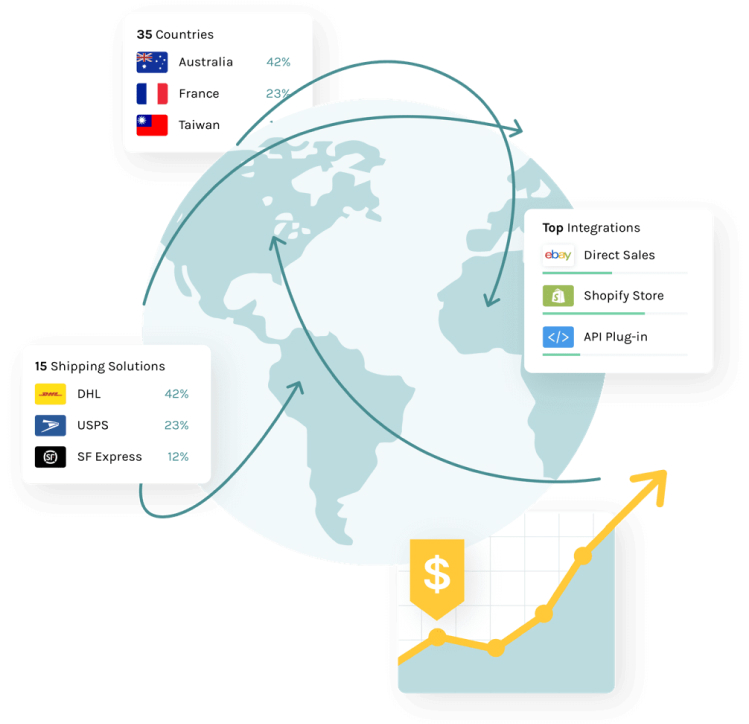 35 Countries
Australia 42%
France 23%
Taiwan
Top Integrations
ebay Direct Sales
Shopify Store
</> API Plug-in
15 Shipping Solutions
DHL DHL 42%
USPS 23%
SF SF Express 12%
$